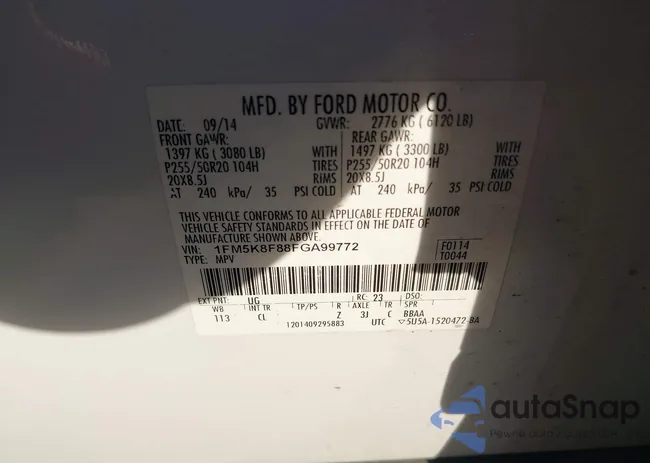 MFD. BY FORD MOTOR CO.
DATE: 09/14 GVWR: 2776 KG ( 6120 LB)
FRONT GAWR: REAR GAWR:
1397 KG ( 3080 LB) WITH 1497 KG ( 3300 LB) WITH
P255/50R20 104H TIRES P255/50R20 104H TIRES
20X8.5J RIMS 20X8.5J RIMS
AT 240 kPa/ 35 PSI COLD AT 240 kPa/ 35 PSI COLD
THIS VEHICLE CONFORMS TO ALL APPLICABLE FEDERAL MOTOR
VEHICLE SAFETY STANDARDS IN EFFECT ON THE DATE OF
MANUFACTURE SHOWN ABOVE.
VIN: 1FM5K8F88FGA99772 F0114
TYPE: MPV T0044
EXT PNT: UG RC: 23 DSO:
WB INT TR TP/PS R AXLE TR SPR
113 CL Z 3J C BBAA
1201409295883 UTC ▽5U5A-1520472-BA
autaSnap
Pewne auta